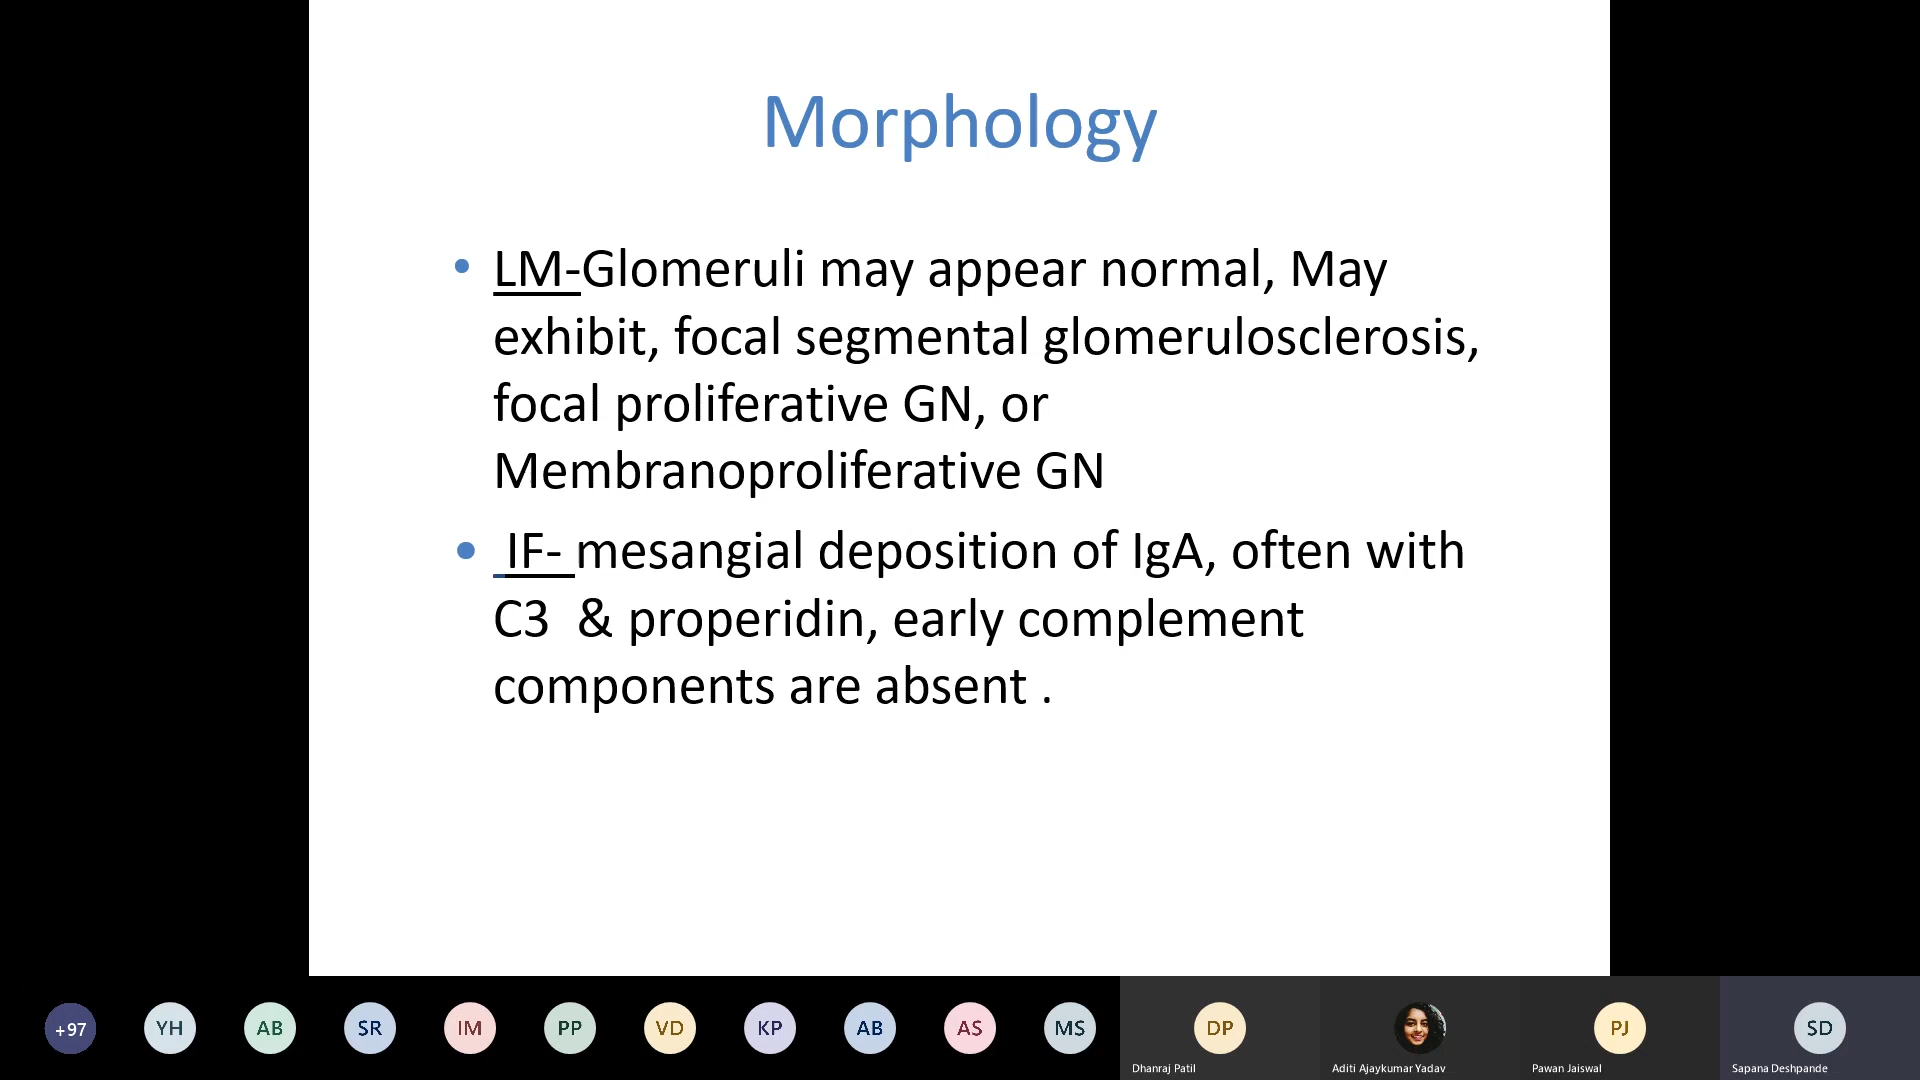 Morphology
• LM-Glomeruli may appear normal, May
exhibit, focal segmental glomerulosclerosis,
focal proliferative GN, or
Membranoproliferative GN
• IF- mesangial deposition of IgA, often with
C3 & properidin, early complement
components are absent .
+97 YH AB SR IM PP VD KP AB AS MS DP PJ SD
Dhanraj Patil Aditi Ajaykumar Yadav Pawan Jaiswal Sapana Deshpande